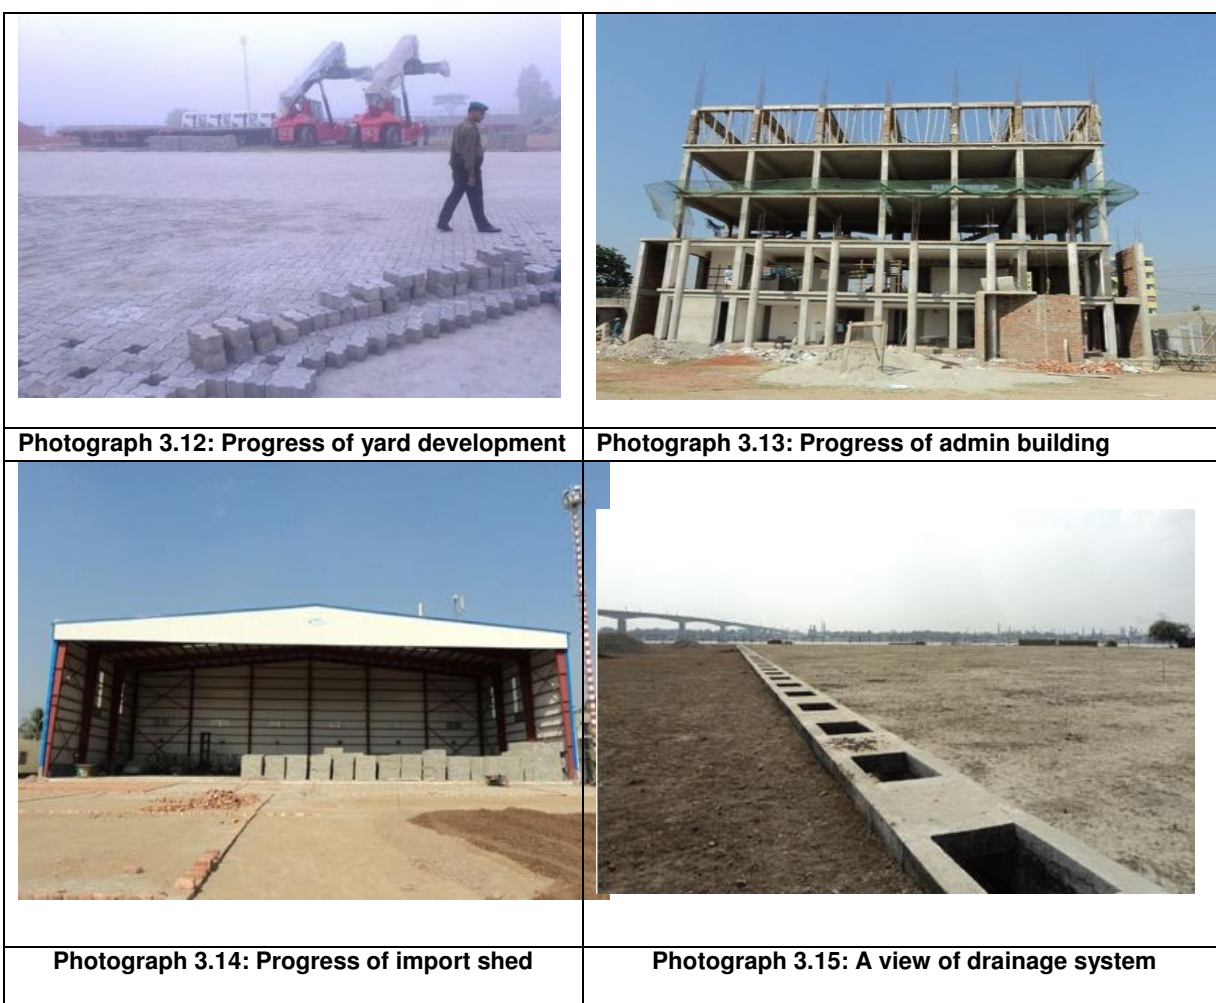 Photograph 3.12: Progress of yard development
Photograph 3.13: Progress of admin building
Photograph 3.14: Progress of import shed
Photograph 3.15: A view of drainage system